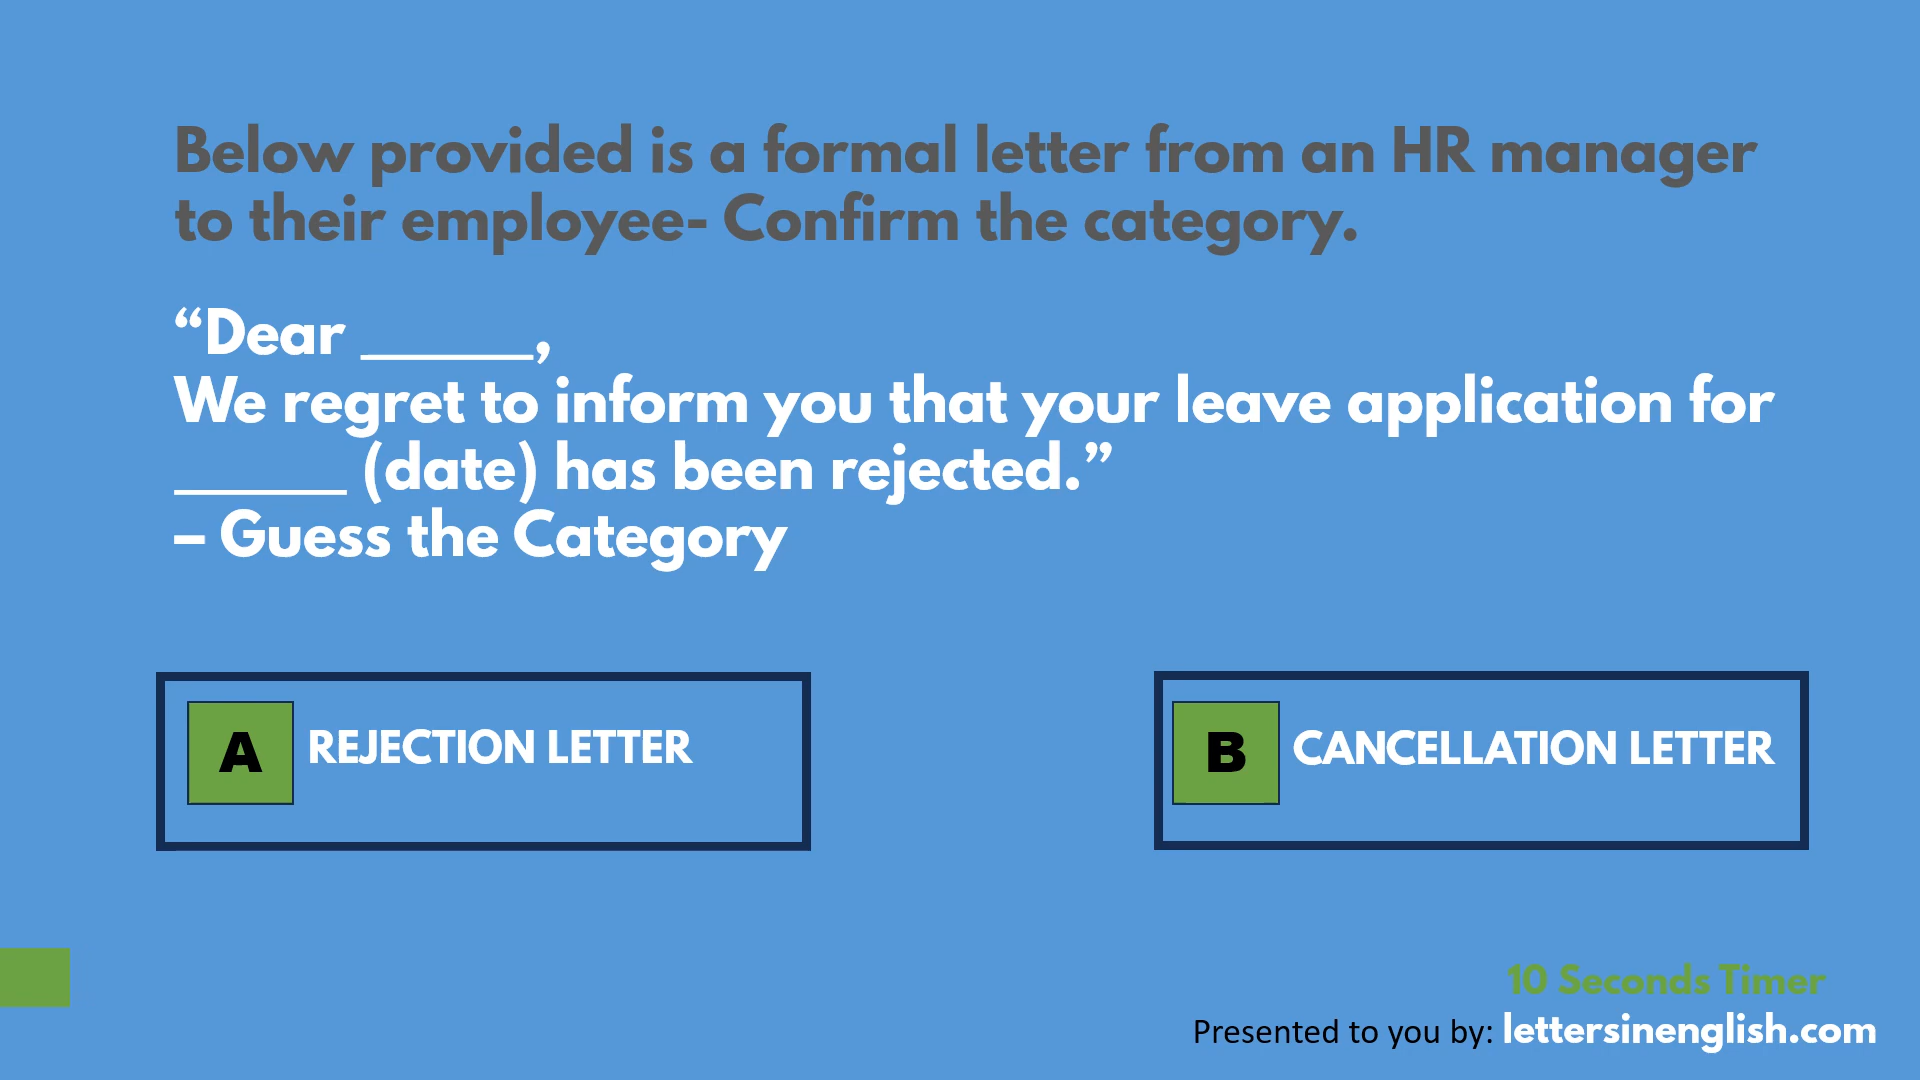 Below provided is a formal letter from an HR manager
to their employee- Confirm the category.
“Dear ______,
We regret to inform you that your leave application for
______ (date) has been rejected.”
– Guess the Category
A REJECTION LETTER
B CANCELLATION LETTER
10 Seconds Timer
Presented to you by: lettersinenglish.com